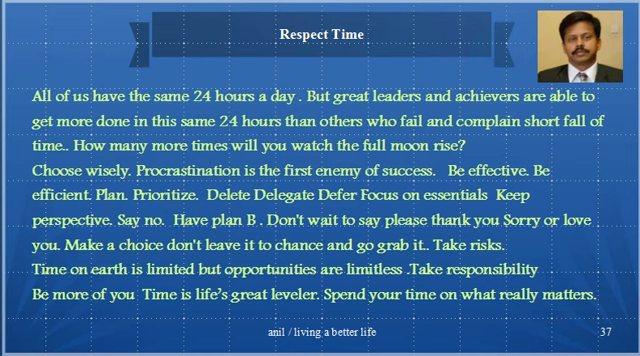 Respect Time
All of us have the same 24 hours a day . But great leaders and achievers are able to
get more done in this same 24 hours than others who fail and complain short fall of
time.. How many more times will you watch the full moon rise?
Choose wisely. Procrastination is the first enemy of success.   Be effective. Be
efficient. Plan. Prioritize.  Delete Delegate Defer Focus on essentials  Keep
perspective. Say no.  Have plan B . Don't wait to say please thank you Sorry or love
you. Make a choice don't leave it to chance and go grab it.. Take risks.
Time on earth is limited but opportunities are limitless .Take responsibility
Be more of you  Time is life's great leveler. Spend your time on what really matters.
anil / living a better life
37